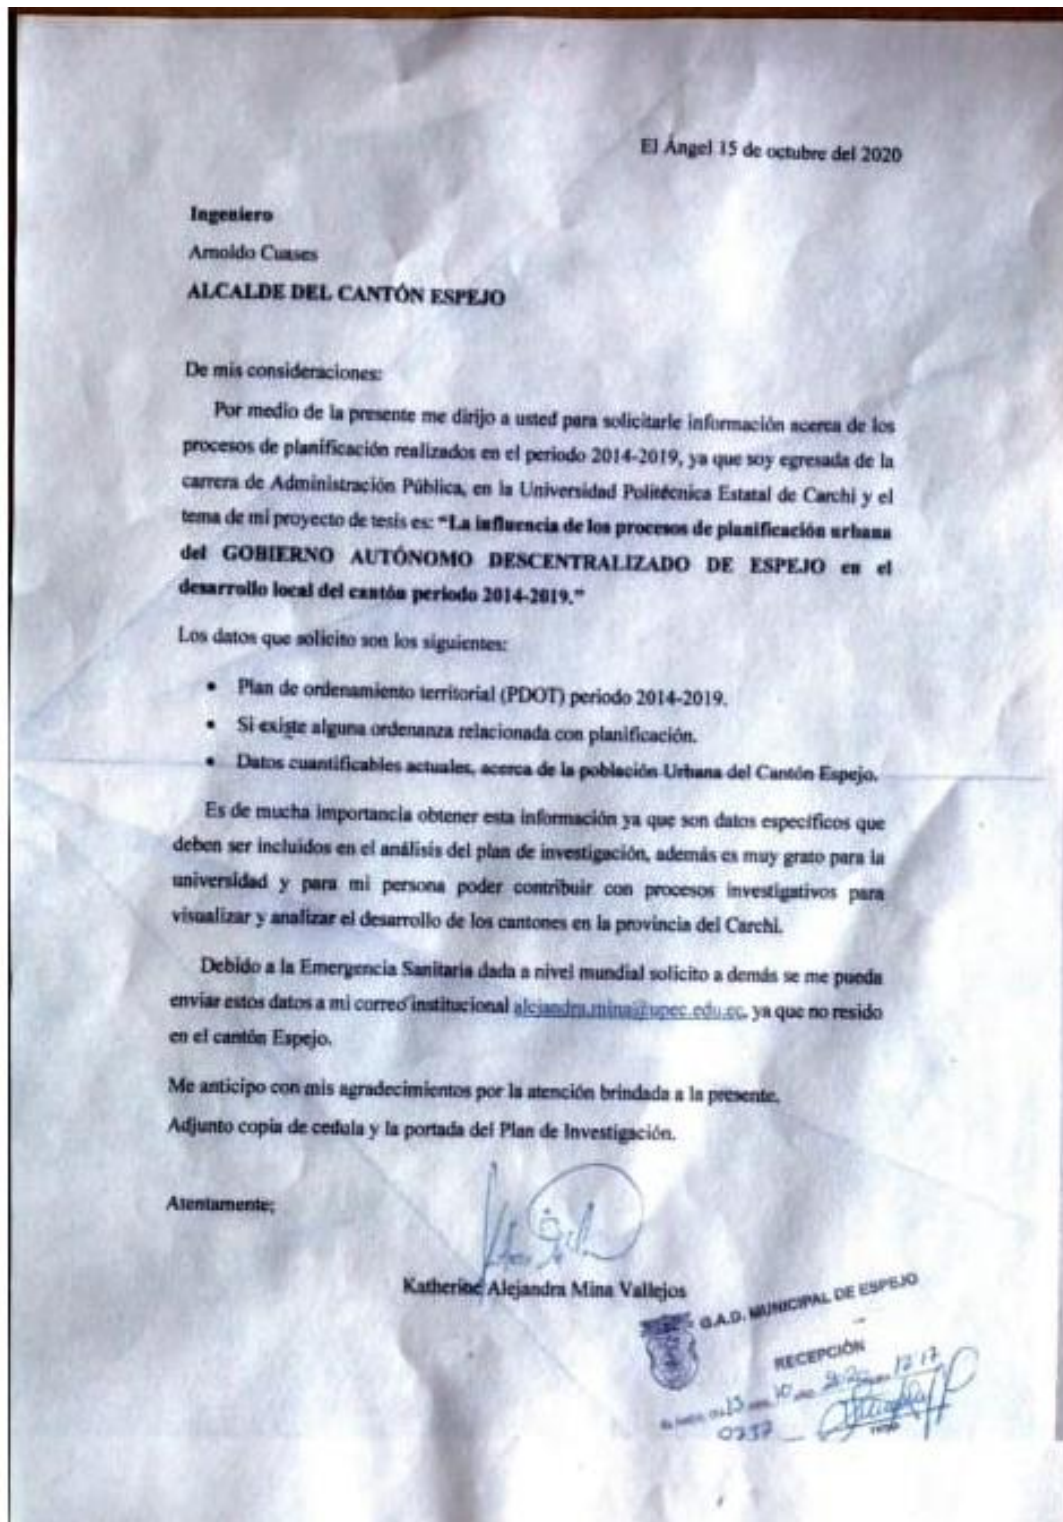 El Ángel 15 de octubre del 2020
Ingeniero
Arnoldo Cuases
ALCALDE DEL CANTÓN ESPEJO
De mis consideraciones:
Por medio de la presente me dirijo a usted para solicitarle información acerca de los
procesos de planificación realizados en el periodo 2014-2019, ya que soy egresada de la
carrera de Administración Pública, en la Universidad Politécnica Estatal de Carchi y el
tema de mi proyecto de tesis es: “La influencia de los procesos de planificación urbana
del GOBIERNO AUTÓNOMO DESCENTRALIZADO DE ESPEJO en el
desarrollo local del cantón periodo 2014-2019.”
Los datos que solicito son los siguientes:
• Plan de ordenamiento territorial (PDOT) periodo 2014-2019.
• Si existe alguna ordenanza relacionada con planificación.
• Datos cuantificables actuales, acerca de la población Urbana del Cantón Espejo.
Es de mucha importancia obtener esta información ya que son datos específicos que
deben ser incluidos en el análisis del plan de investigación, además es muy grato para la
universidad y para mi persona poder contribuir con procesos investigativos para
visualizar y analizar el desarrollo de los cantones en la provincia del Carchi.
Debido a la Emergencia Sanitaria dada a nivel mundial solicito a demás se me pueda
enviar estos datos a mi correo institucional alejandra.mina@upec.edu.ec, ya que no resido
en el cantón Espejo.
Me anticipo con mis agradecimientos por la atención brindada a la presente.
Adjunto copia de cedula y la portada del Plan de Investigación.
Atentamente;
Katherine Alejandra Mina Vallejos
G.A.D. MUNICIPAL DE ESPEJO
RECEPCIÓN
10 2020 12 17
0737